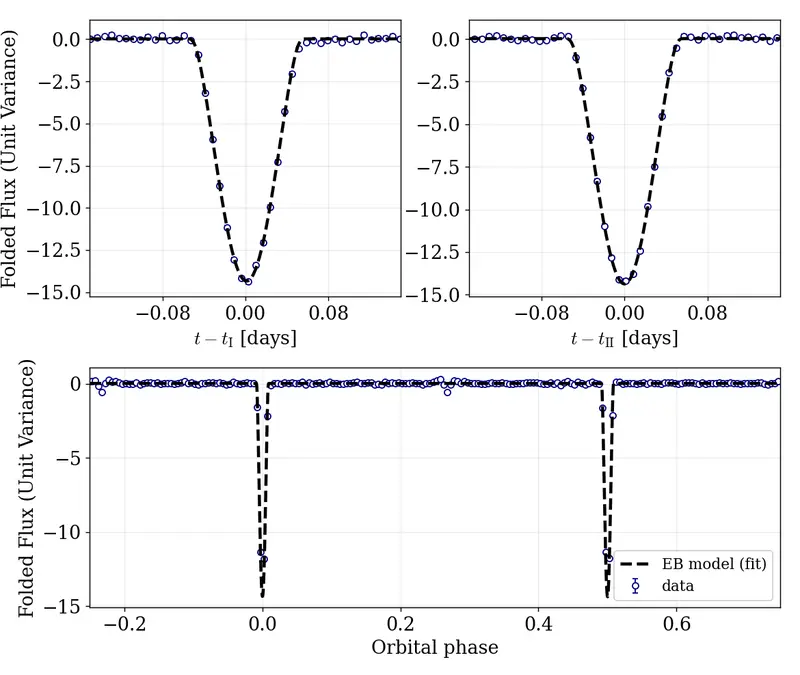 Folded Flux (Unit Variance)
0.0
−2.5
−5.0
−7.5
−10.0
−12.5
−15.0
−0.08 0.00 0.08
t − tI [days]
0.0
−2.5
−5.0
−7.5
−10.0
−12.5
−15.0
−0.08 0.00 0.08
t − tII [days]
Folded Flux (Unit Variance)
0
−5
−10
−15
EB model (fit)
data
−0.2 0.0 0.2 0.4 0.6
Orbital phase